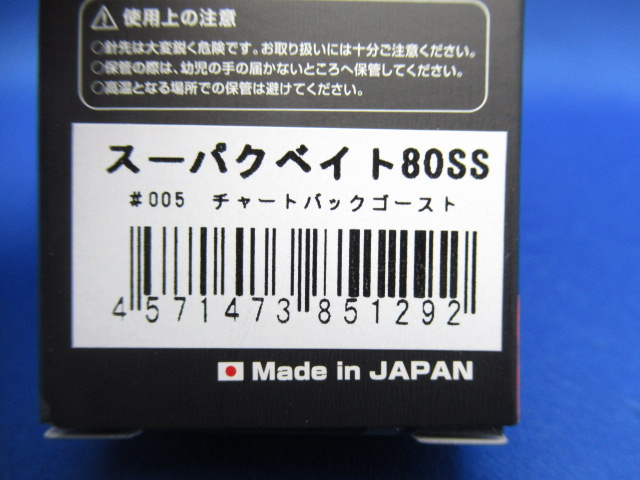 使用上の注意
○針先は大変鋭く危険です。お取り扱いには十分ご注意ください。
○保管の際は、幼児の手の届かないところへ保管してください。
○高温となる場所での保管は避けてください。
スーパクベイト80SS
#005 チャートバックゴースト
4571473851292
Made in JAPAN